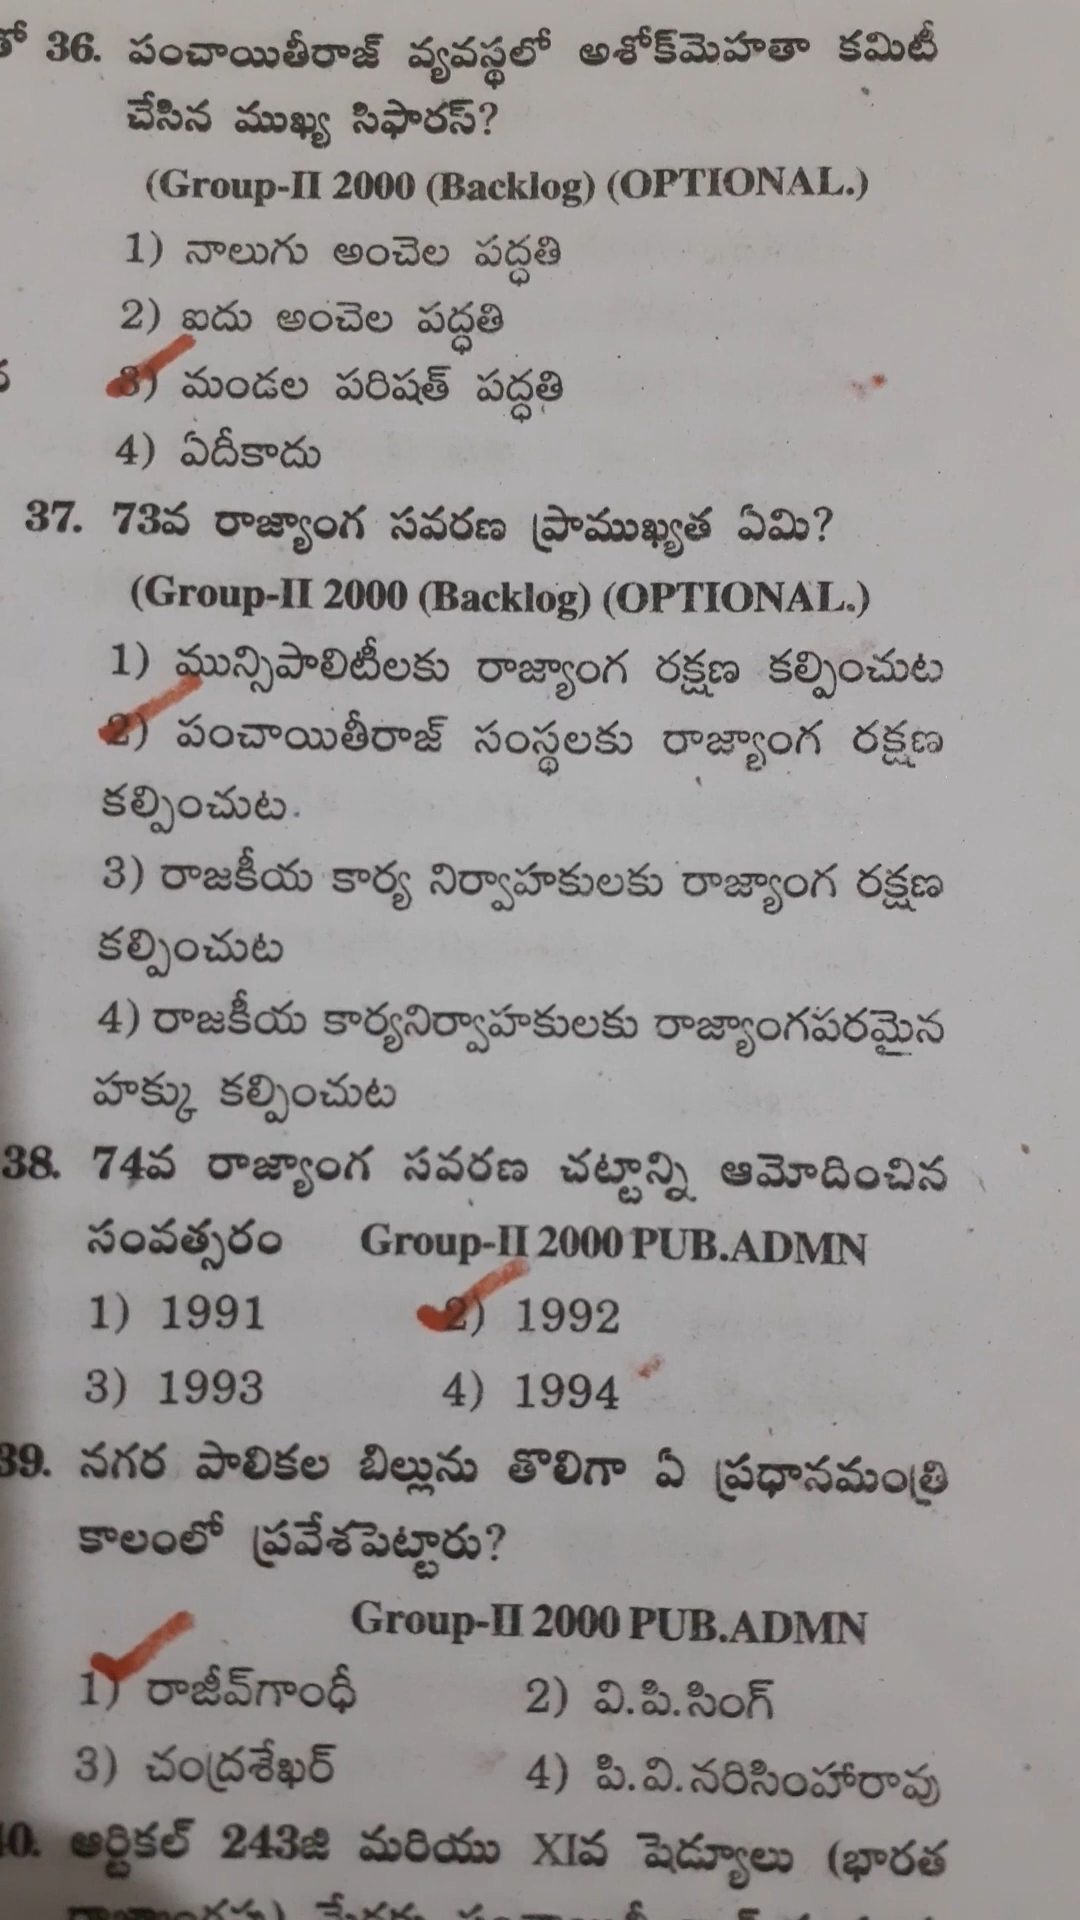 36. పంచాయితీరాజ్ వ్యవస్థలో అశోక్‌మెహతా కమిటీ
చేసిన ముఖ్య సిఫారస్?
(Group-II 2000 (Backlog) (OPTIONAL.)
1) నాలుగు అంచెల పద్ధతి
2) ఐదు అంచెల పద్ధతి
3) మండల పరిషత్ పద్ధతి
4) ఏదీకాదు
37. 73వ రాజ్యాంగ సవరణ ప్రాముఖ్యత ఏమి?
(Group-II 2000 (Backlog) (OPTIONAL.)
1) మున్సిపాలిటీలకు రాజ్యాంగ రక్షణ కల్పించుట
2) పంచాయితీరాజ్ సంస్థలకు రాజ్యాంగ రక్షణ
కల్పించుట.
3) రాజకీయ కార్య నిర్వాహకులకు రాజ్యాంగ రక్షణ
కల్పించుట
4) రాజకీయ కార్యనిర్వాహకులకు రాజ్యాంగపరమైన
హక్కు కల్పించుట
38. 74వ రాజ్యాంగ సవరణ చట్టాన్ని ఆమోదించిన
సంవత్సరం Group-II 2000 PUB.ADMN
1) 1991 2) 1992
3) 1993 4) 1994
39. నగర పాలికల బిల్లును తొలిగా ఏ ప్రధానమంత్రి
కాలంలో ప్రవేశపెట్టారు?
Group-II 2000 PUB.ADMN
1) రాజీవ్‌గాంధీ 2) వి.పి.సింగ్
3) చంద్రశేఖర్ 4) పి.వి.నరిసింహారావు
40. ఆర్టికల్ 243జి మరియు XIవ షెడ్యూలు (భారత